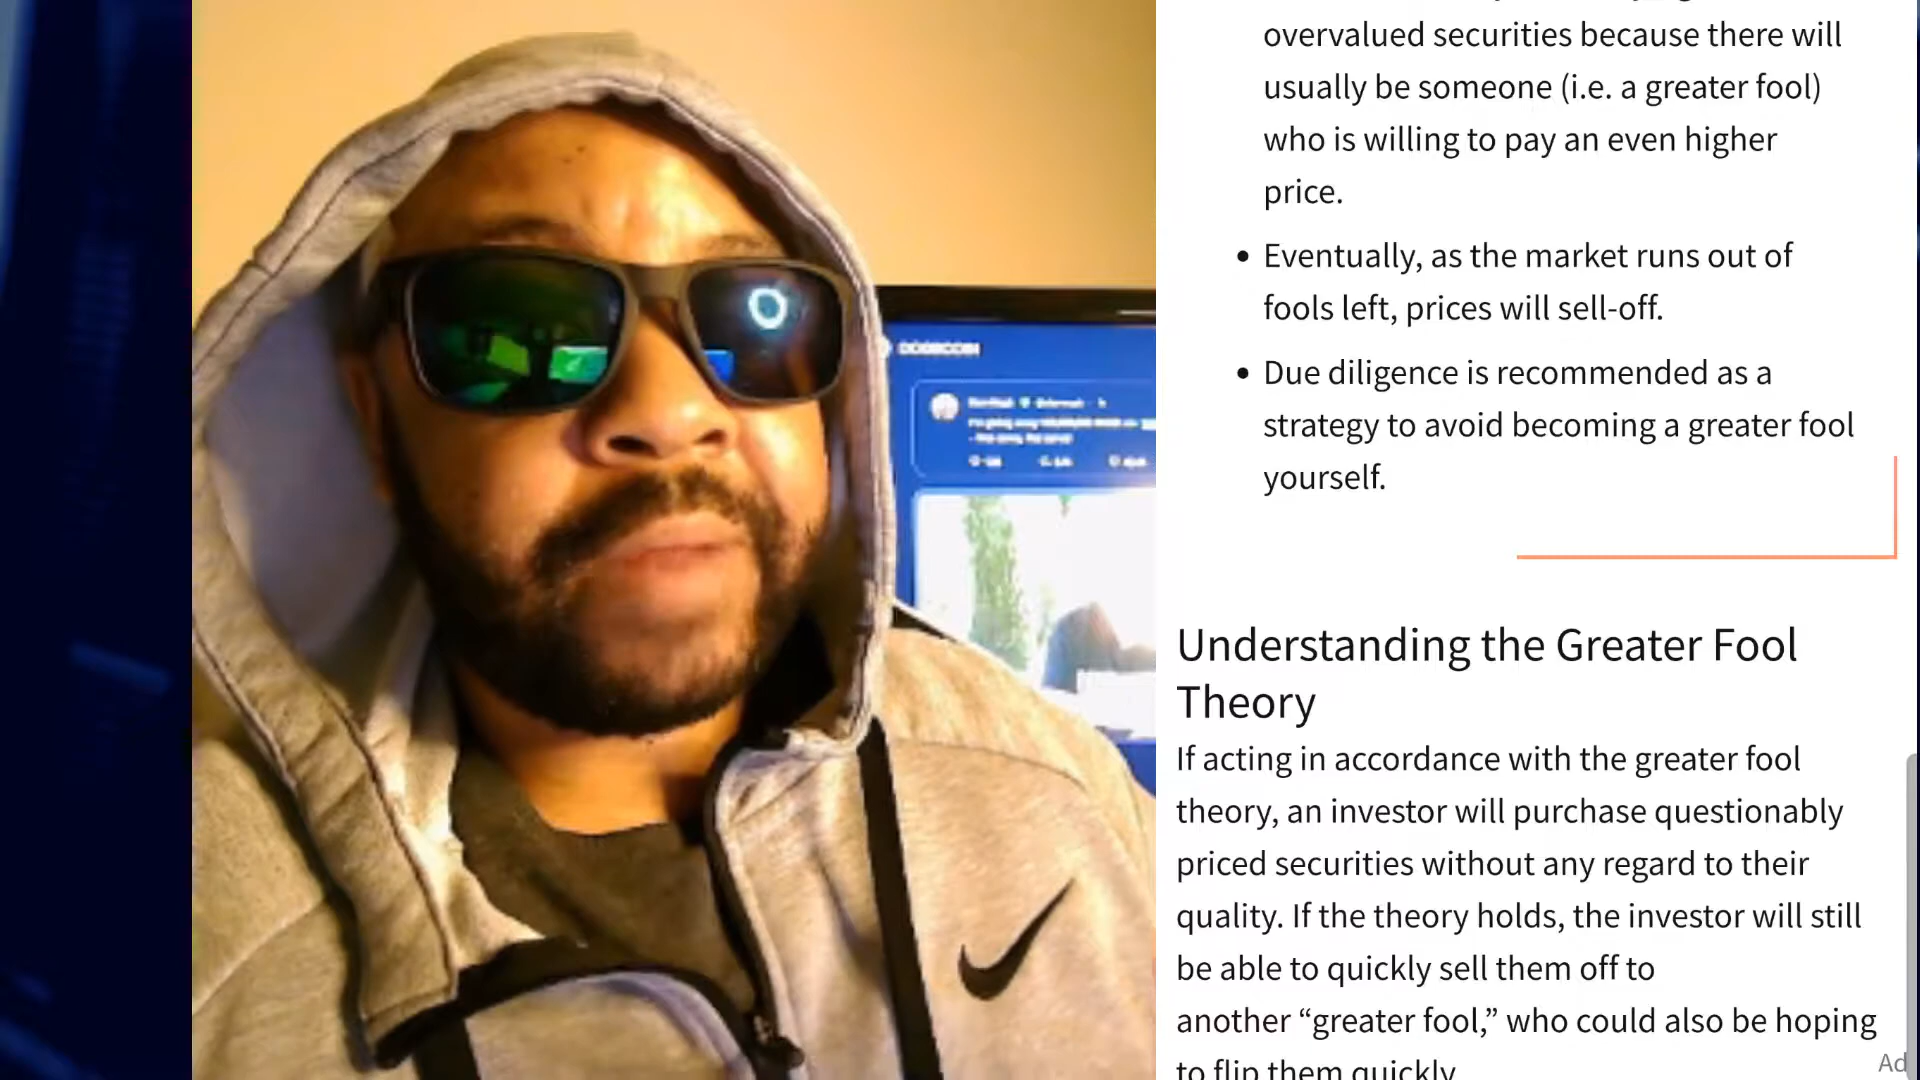 overvalued securities because there will
usually be someone (i.e. a greater fool)
who is willing to pay an even higher
price.
• Eventually, as the market runs out of
fools left, prices will sell-off.
• Due diligence is recommended as a
strategy to avoid becoming a greater fool
yourself.
Understanding the Greater Fool
Theory
If acting in accordance with the greater fool
theory, an investor will purchase questionably
priced securities without any regard to their
quality. If the theory holds, the investor will still
be able to quickly sell them off to
another “greater fool,” who could also be hoping
to flip them quickly
Ad